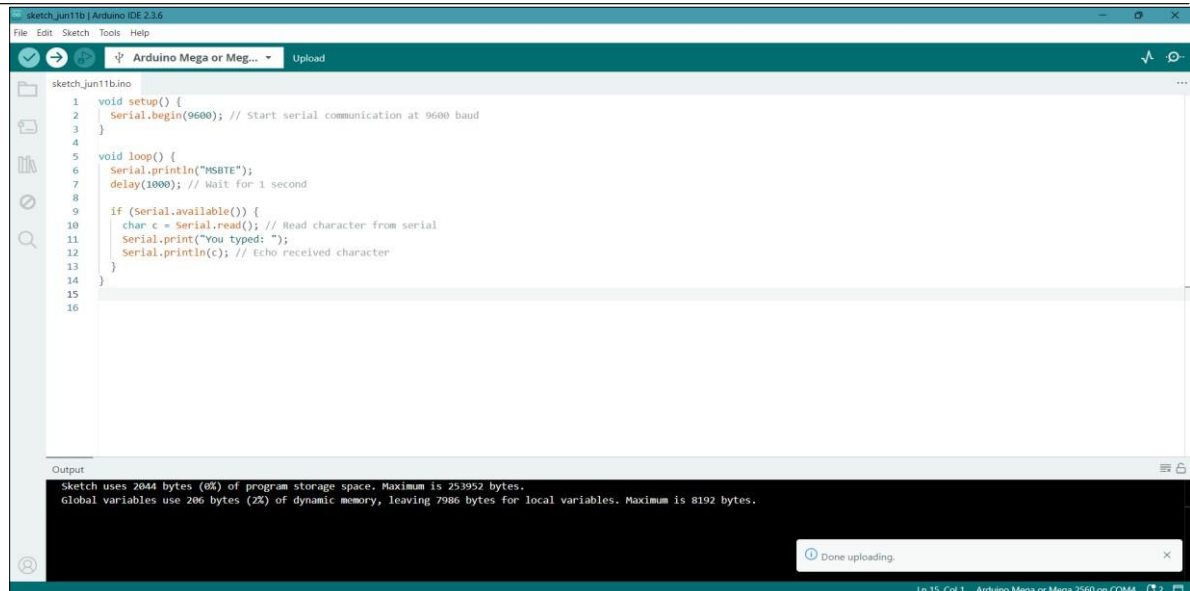 sketch_jun11b | Arduino IDE 2.3.6
File Edit Sketch Tools Help
Arduino Mega or Meg... Upload
sketch_jun11b.ino
1 void setup() {
2 Serial.begin(9600); // Start serial communication at 9600 baud
3 }
4
5 void loop() {
6 Serial.println("MSBTE");
7 delay(1000); // Wait for 1 second
8
9 if (Serial.available()) {
10 char c = Serial.read(); // Read character from serial
11 Serial.print("You typed: ");
12 Serial.println(c); // Echo received character
13 }
14 }
15
16
Output
Sketch uses 2044 bytes (0%) of program storage space. Maximum is 253952 bytes.
Global variables use 206 bytes (2%) of dynamic memory, leaving 7986 bytes for local variables. Maximum is 8192 bytes.
Done uploading.
Ln 15, Col 1 Arduino Mega or Mega 2560 on COM4 2